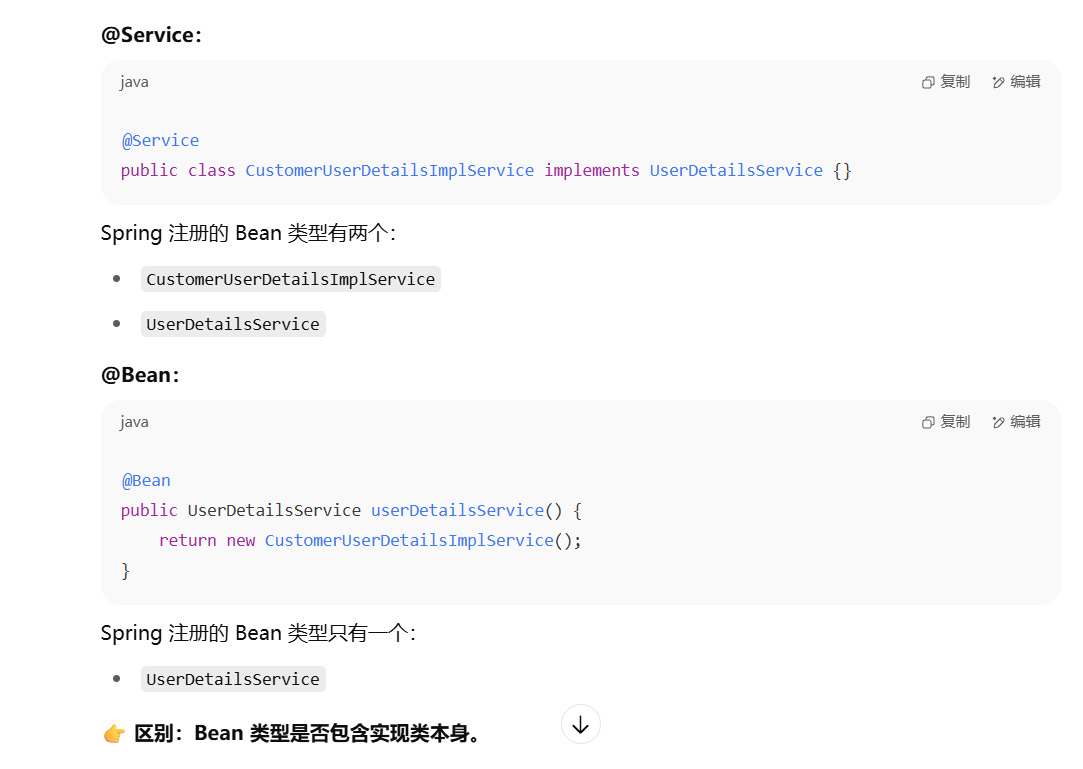 @Service：
java 复制 编辑
@Service
public class CustomerUserDetailsImplService implements UserDetailsService {}
Spring 注册的 Bean 类型有两个：
• CustomerUserDetailsImplService
• UserDetailsService
@Bean：
java 复制 编辑
@Bean
public UserDetailsService userDetailsService() {
    return new CustomerUserDetailsImplService();
}
Spring 注册的 Bean 类型只有一个：
• UserDetailsService
👉 区别：Bean 类型是否包含实现类本身。